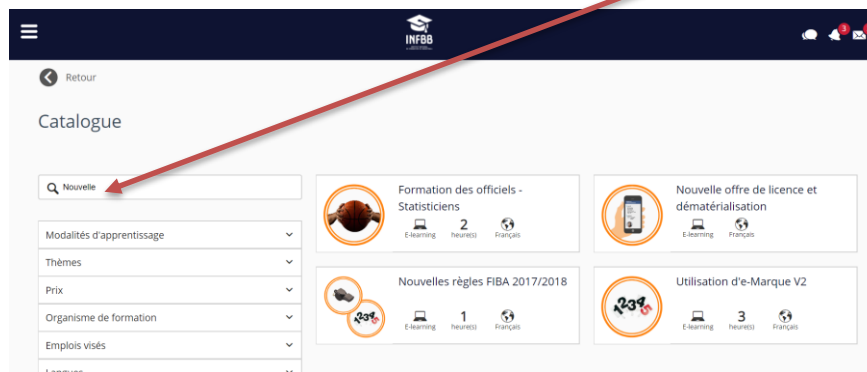 INFBB
3
Retour
Catalogue
Nouvelle
Modalités d'apprentissage
Thèmes
Prix
Organisme de formation
Emplois visés
Langues
Formation des officiels -
Statisticiens
2
E-learning heure(s) Français
Nouvelle offre de licence et
dématérialisation
E-learning Français
Nouvelles règles FIBA 2017/2018
1
E-learning heure(s) Français
Utilisation d'e-Marque V2
3
E-learning heure(s) Français